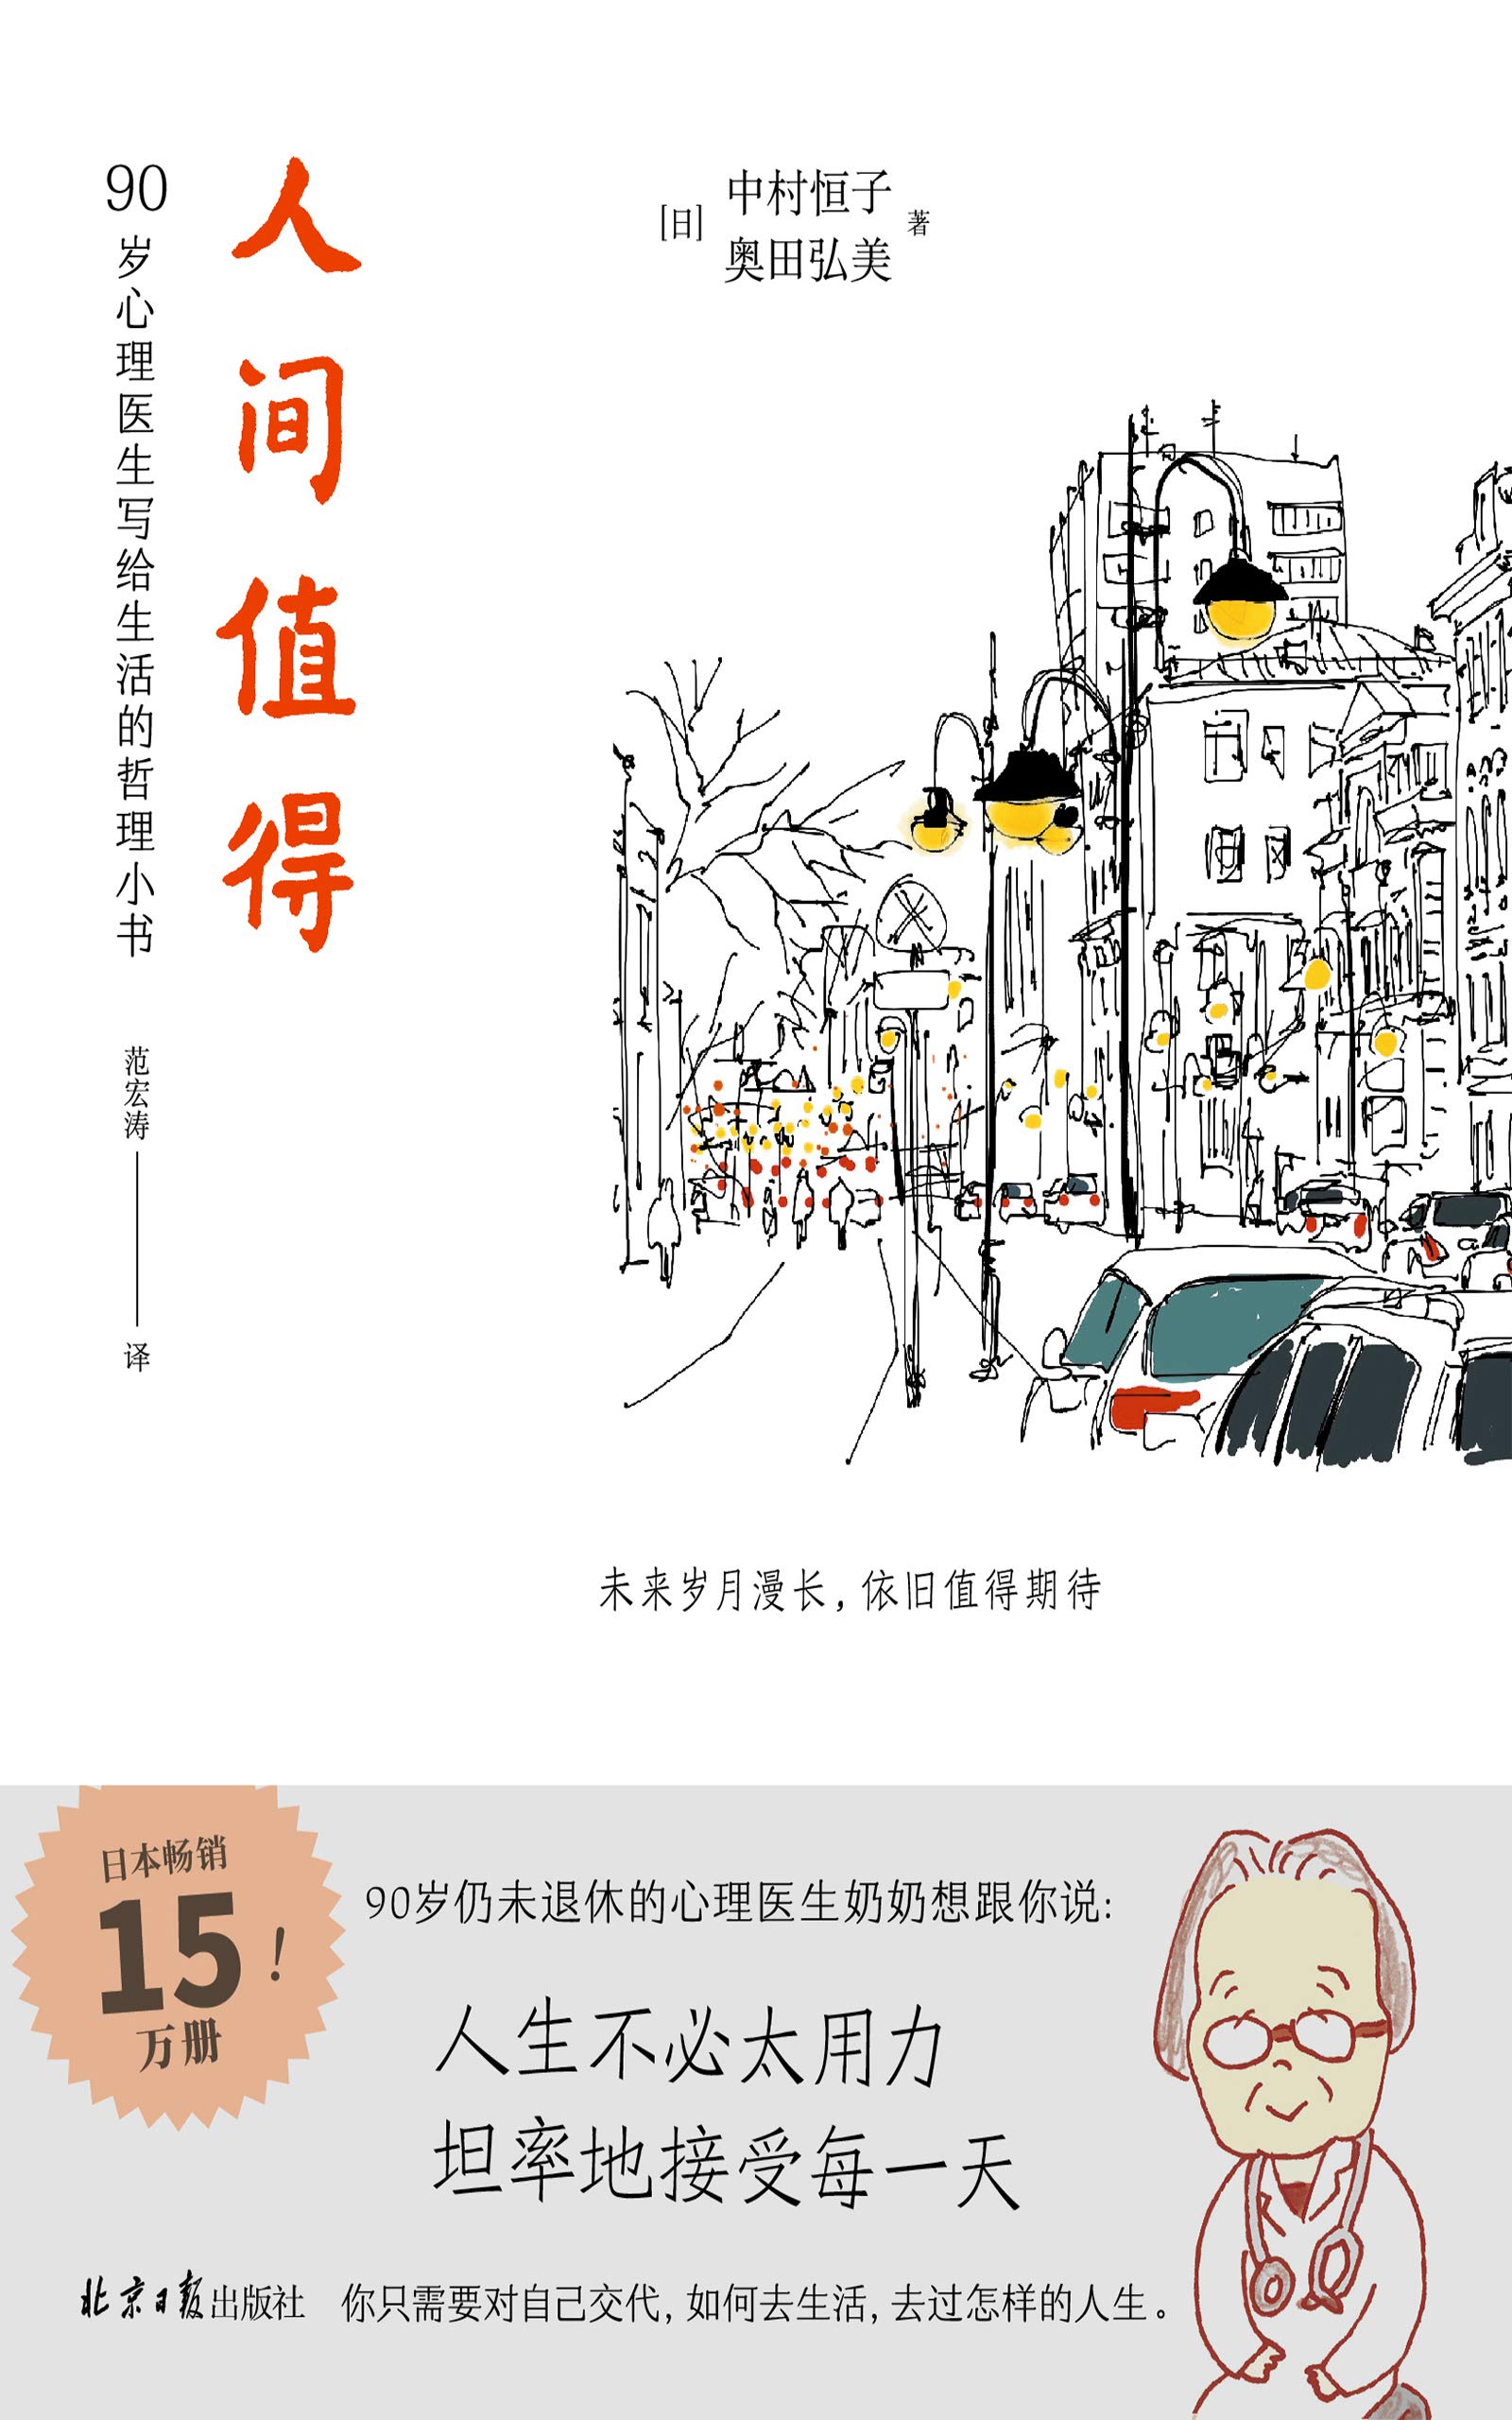 人间值得
90岁心理医生写给生活的哲理小书
范宏涛——译
[日]
中村恒子
奥田弘美
著
未来岁月漫长，依旧值得期待
日本畅销
15!
万册
90岁仍未退休的心理医生奶奶想跟你说：
人生不必太用力
坦率地接受每一天
北京日报出版社
你只需要对自己交代，如何去生活，去过怎样的人生。